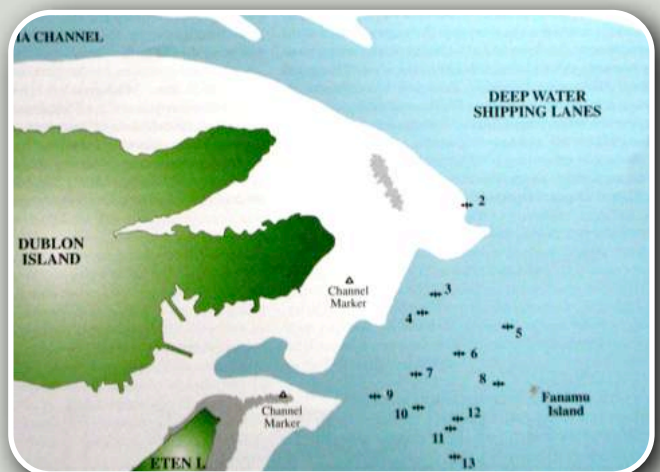 IA CHANNEL
DEEP WATER
SHIPPING LANES
2
DUBLON
ISLAND
Channel
Marker
3
4
5
6
7
8
9
Fanamu
Island
10
12
Channel
Marker
11
ETEN I.
13